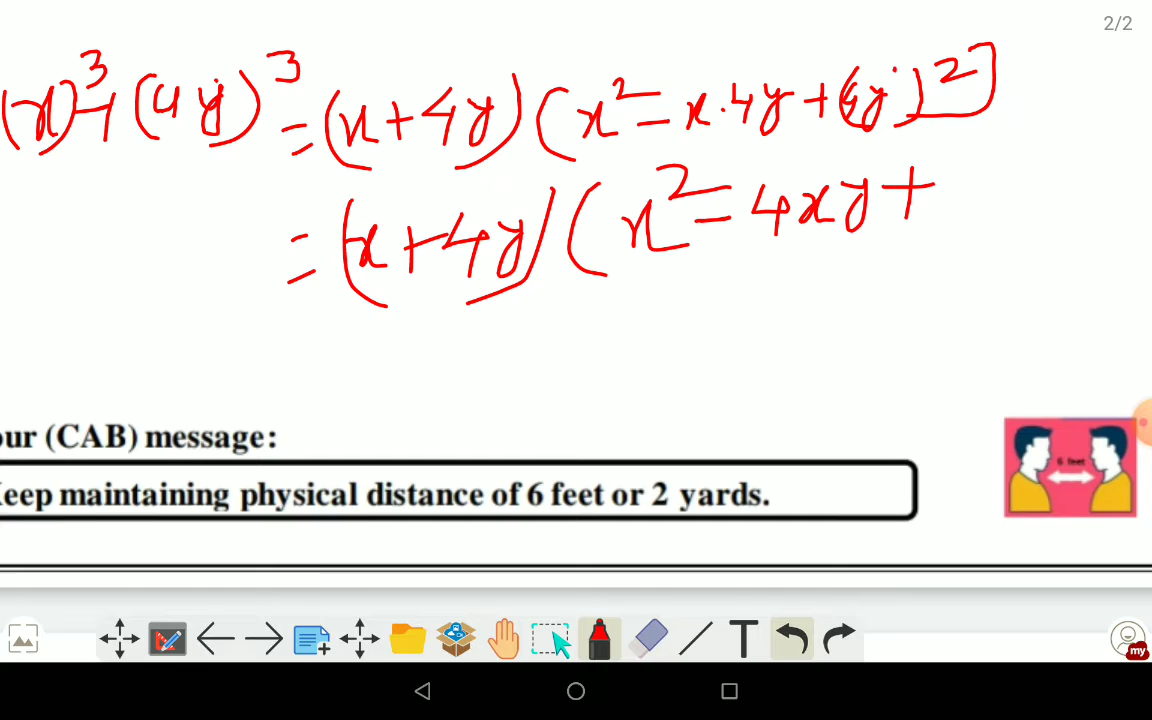 2/2
(x)³+(4y)³=(x+4y)(x²-x.4y+(4y)²]
=(x+4y)(x²-4xy+
our (CAB) message:
Keep maintaining physical distance of 6 feet or 2 yards.
6 feet
T
my